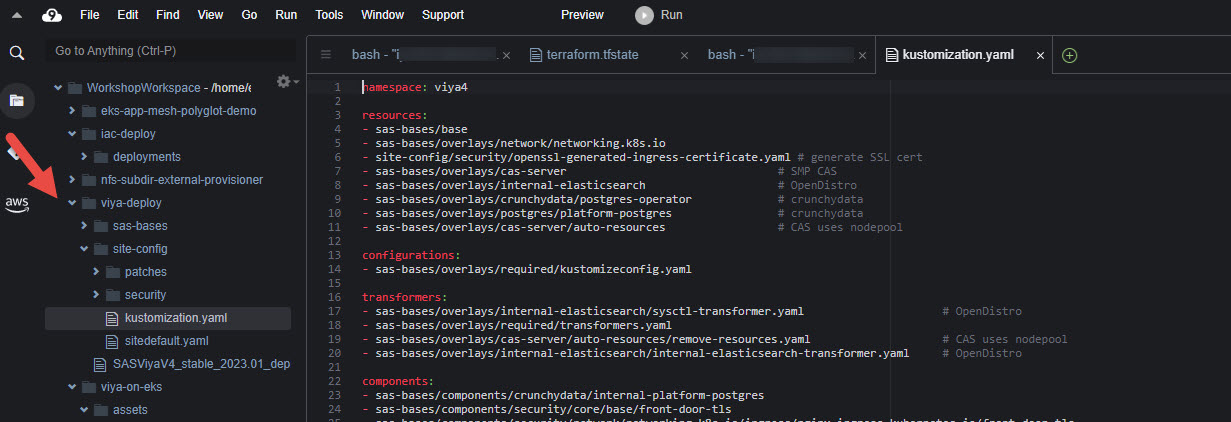 9 File Edit Find View Go Run Tools Window Support Preview Run
Go to Anything (Ctrl-P)
bash - "i
terraform.tfstate
bash - "i
kustomization.yaml
WorkshopWorkspace - /home/e
eks-app-mesh-polyglot-demo
iac-deploy
deployments
nfs-subdir-external-provisioner
viya-deploy
aws
sas-bases
site-config
patches
security
kustomization.yaml
sitedefault.yaml
SASViyaV4_stable_2023.01_dep
viya-on-eks
assets
1 namespace: viya4
2
3 resources:
4 - sas-bases/base
5 - sas-bases/overlays/network/networking.k8s.io
6 - site-config/security/openssl-generated-ingress-certificate.yaml # generate SSL cert
7 - sas-bases/overlays/cas-server # SMP CAS
8 - sas-bases/overlays/internal-elasticsearch # OpenDistro
9 - sas-bases/overlays/crunchydata/postgres-operator # crunchydata
10 - sas-bases/overlays/postgres/platform-postgres # crunchydata
11 - sas-bases/overlays/cas-server/auto-resources # CAS uses nodepool
12
13 configurations:
14 - sas-bases/overlays/required/kustomizeconfig.yaml
15
16 transformers:
17 - sas-bases/overlays/internal-elasticsearch/sysctl-transformer.yaml # OpenDistro
18 - sas-bases/overlays/required/transformers.yaml
19 - sas-bases/overlays/cas-server/auto-resources/remove-resources.yaml # CAS uses nodepool
20 - sas-bases/overlays/internal-elasticsearch/internal-elasticsearch-transformer.yaml # OpenDistro
21
22 components:
23 - sas-bases/components/crunchydata/internal-platform-postgres
24 - sas-bases/components/security/core/base/front-door-tls